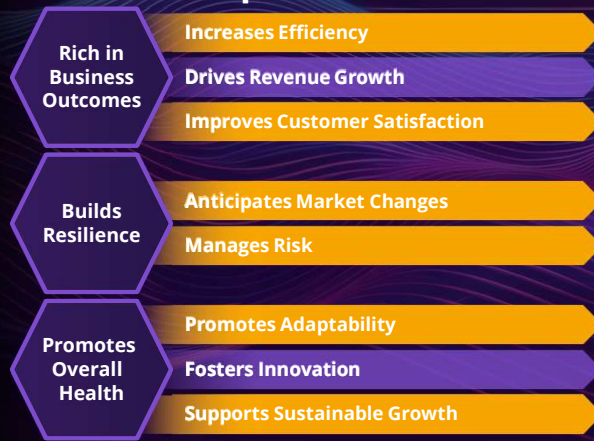 Rich in
Business
Outcomes
Increases Efficiency
Drives Revenue Growth
Improves Customer Satisfaction
Builds
Resilience
Anticipates Market Changes
Manages Risk
Promotes
Overall
Health
Promotes Adaptability
Fosters Innovation
Supports Sustainable Growth